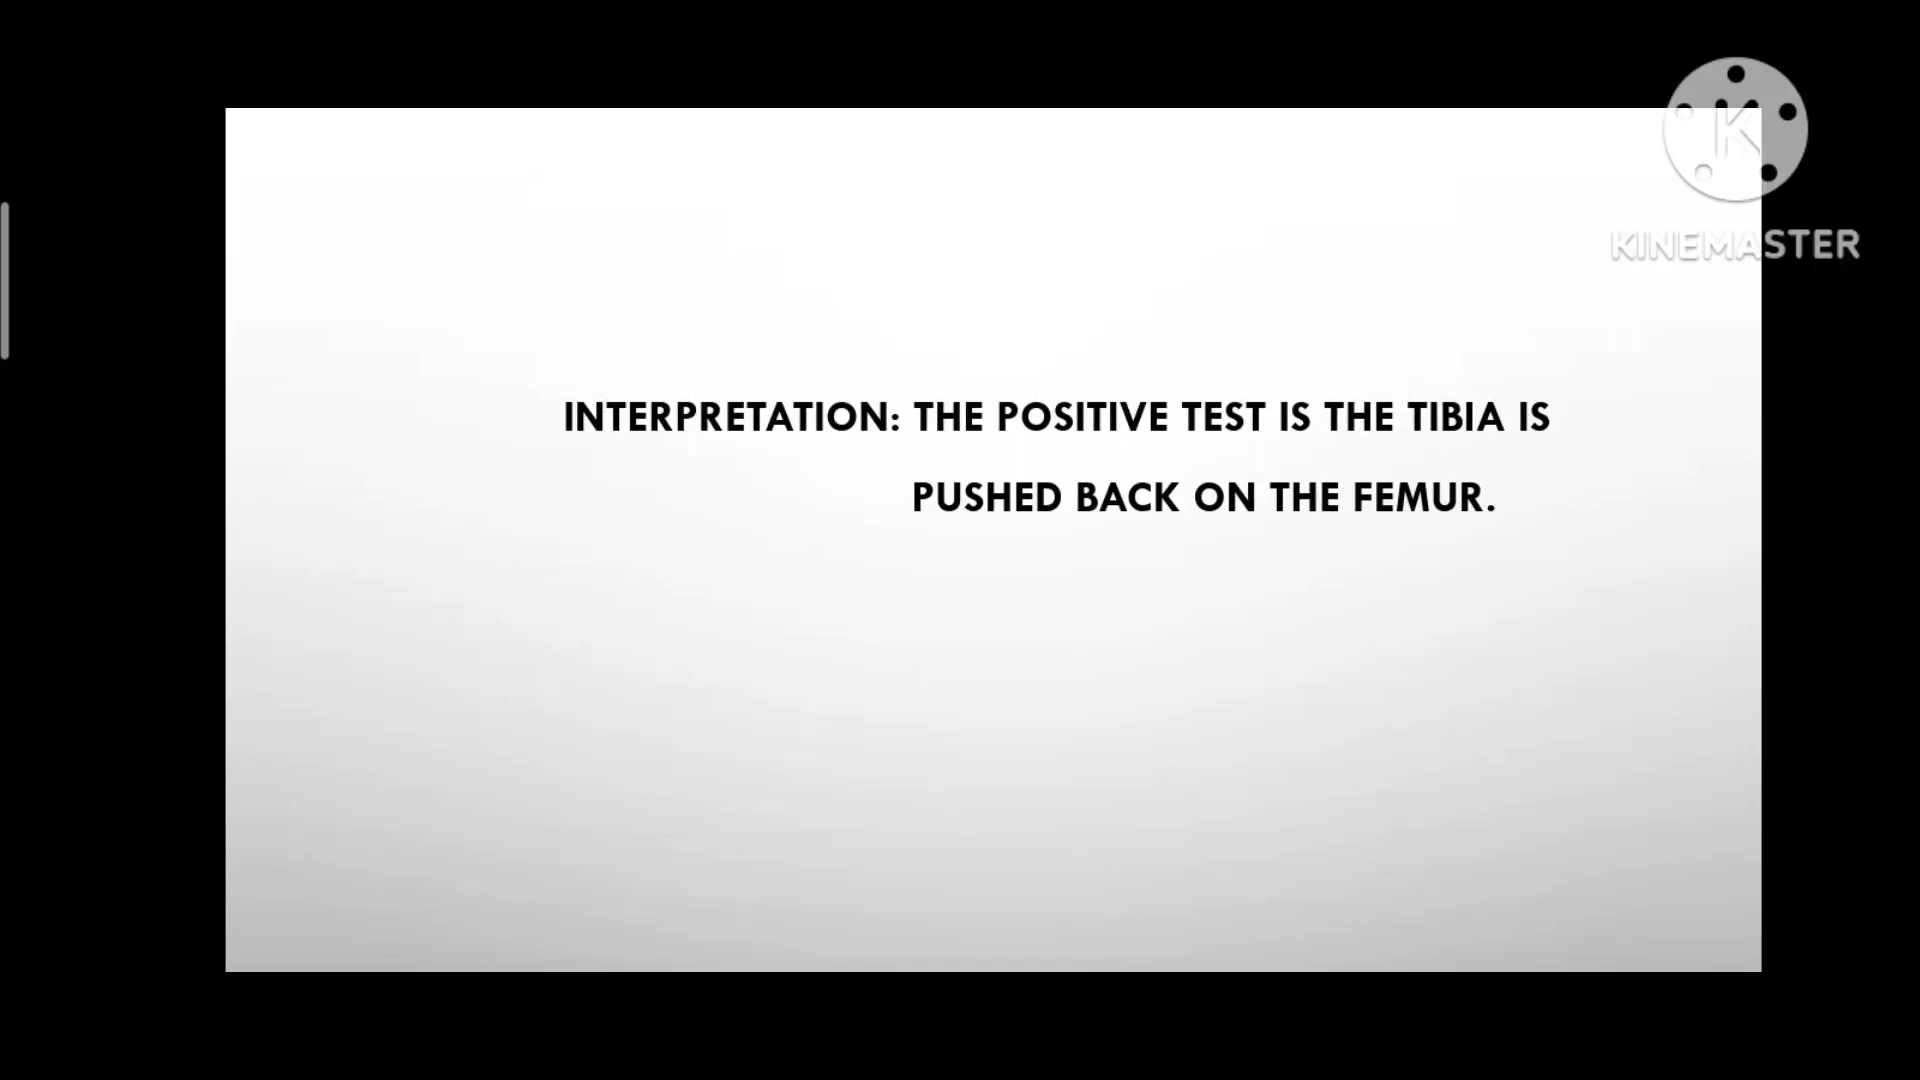 K
KINEMASTER
INTERPRETATION: THE POSITIVE TEST IS THE TIBIA IS
PUSHED BACK ON THE FEMUR.